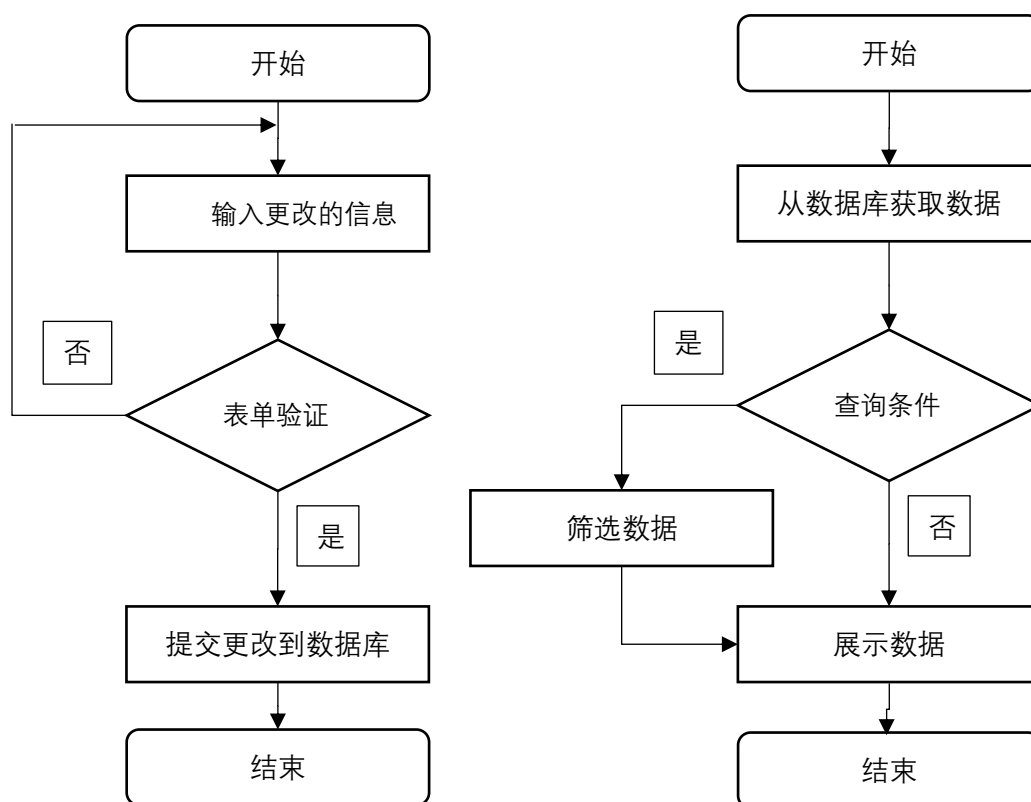 开始
输入更改的信息
否
表单验证
是
提交更改到数据库
结束
开始
从数据库获取数据
是
查询条件
筛选数据
否
展示数据
结束